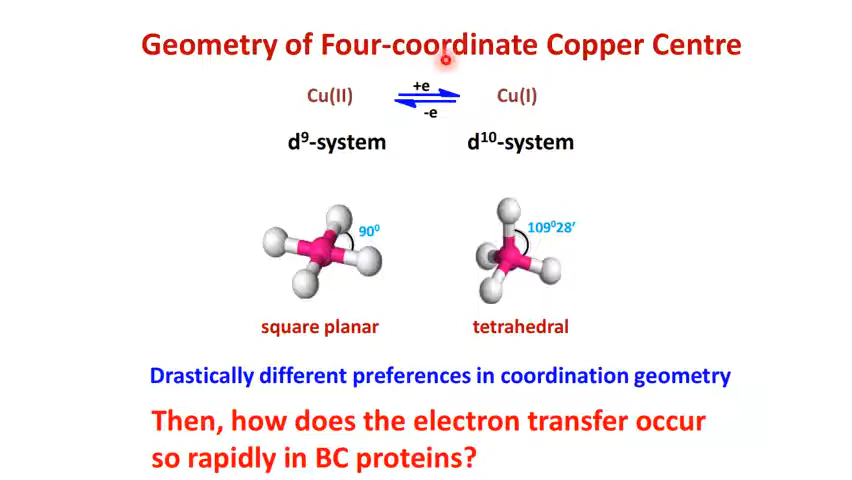 Geometry of Four-coordinate Copper Centre
Cu(II) +e Cu(I)
-e
d⁹-system d¹⁰-system
90⁰ 109⁰28′
square planar tetrahedral
Drastically different preferences in coordination geometry
Then, how does the electron transfer occur
so rapidly in BC proteins?